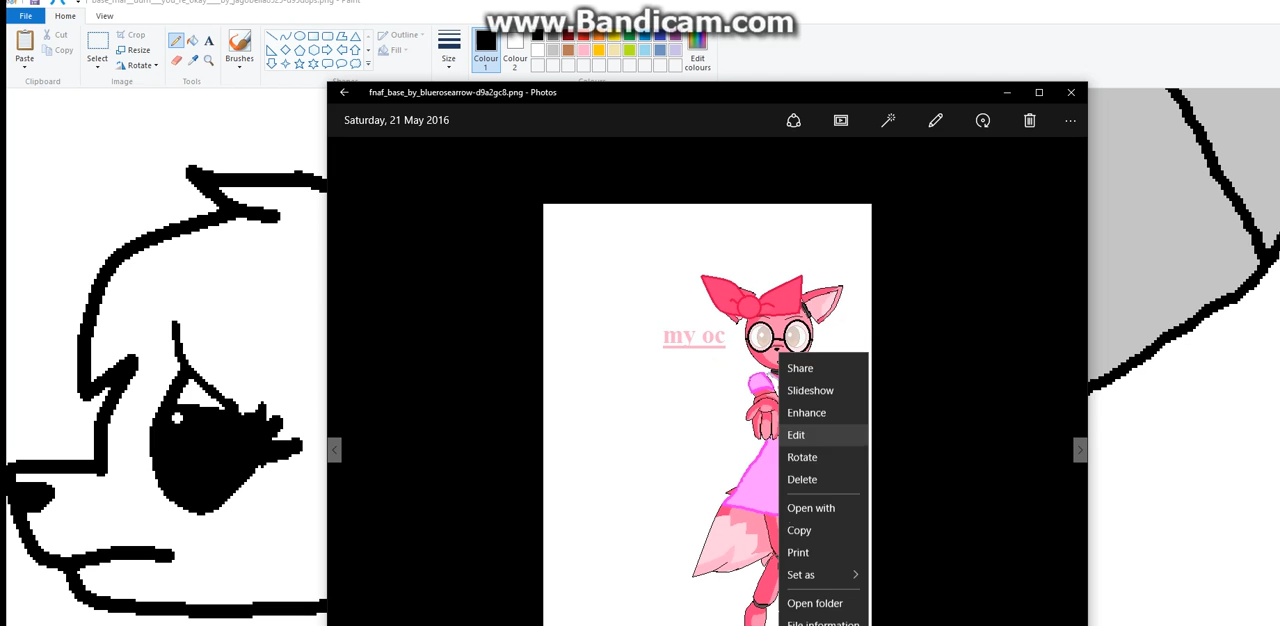 www.Bandicam.com
File Home View
Cut
Copy
Paste
Clipboard
Crop
Resize
Rotate
Select
Image
A
Tools
Brushes
Outline
Fill
Size
Colour 1
Colour 2
Edit colours
fnaf_base_by_bluerosearrow-d9a2gc8.png - Photos
Saturday, 21 May 2016
my oc
Share
Slideshow
Enhance
Edit
Rotate
Delete
Open with
Copy
Print
Set as
Open folder
File information